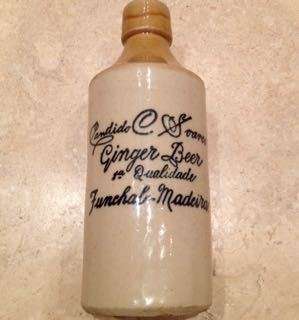 Candido C. Soares
Ginger Beer
1ª Qualidade
Funchal-Madeira